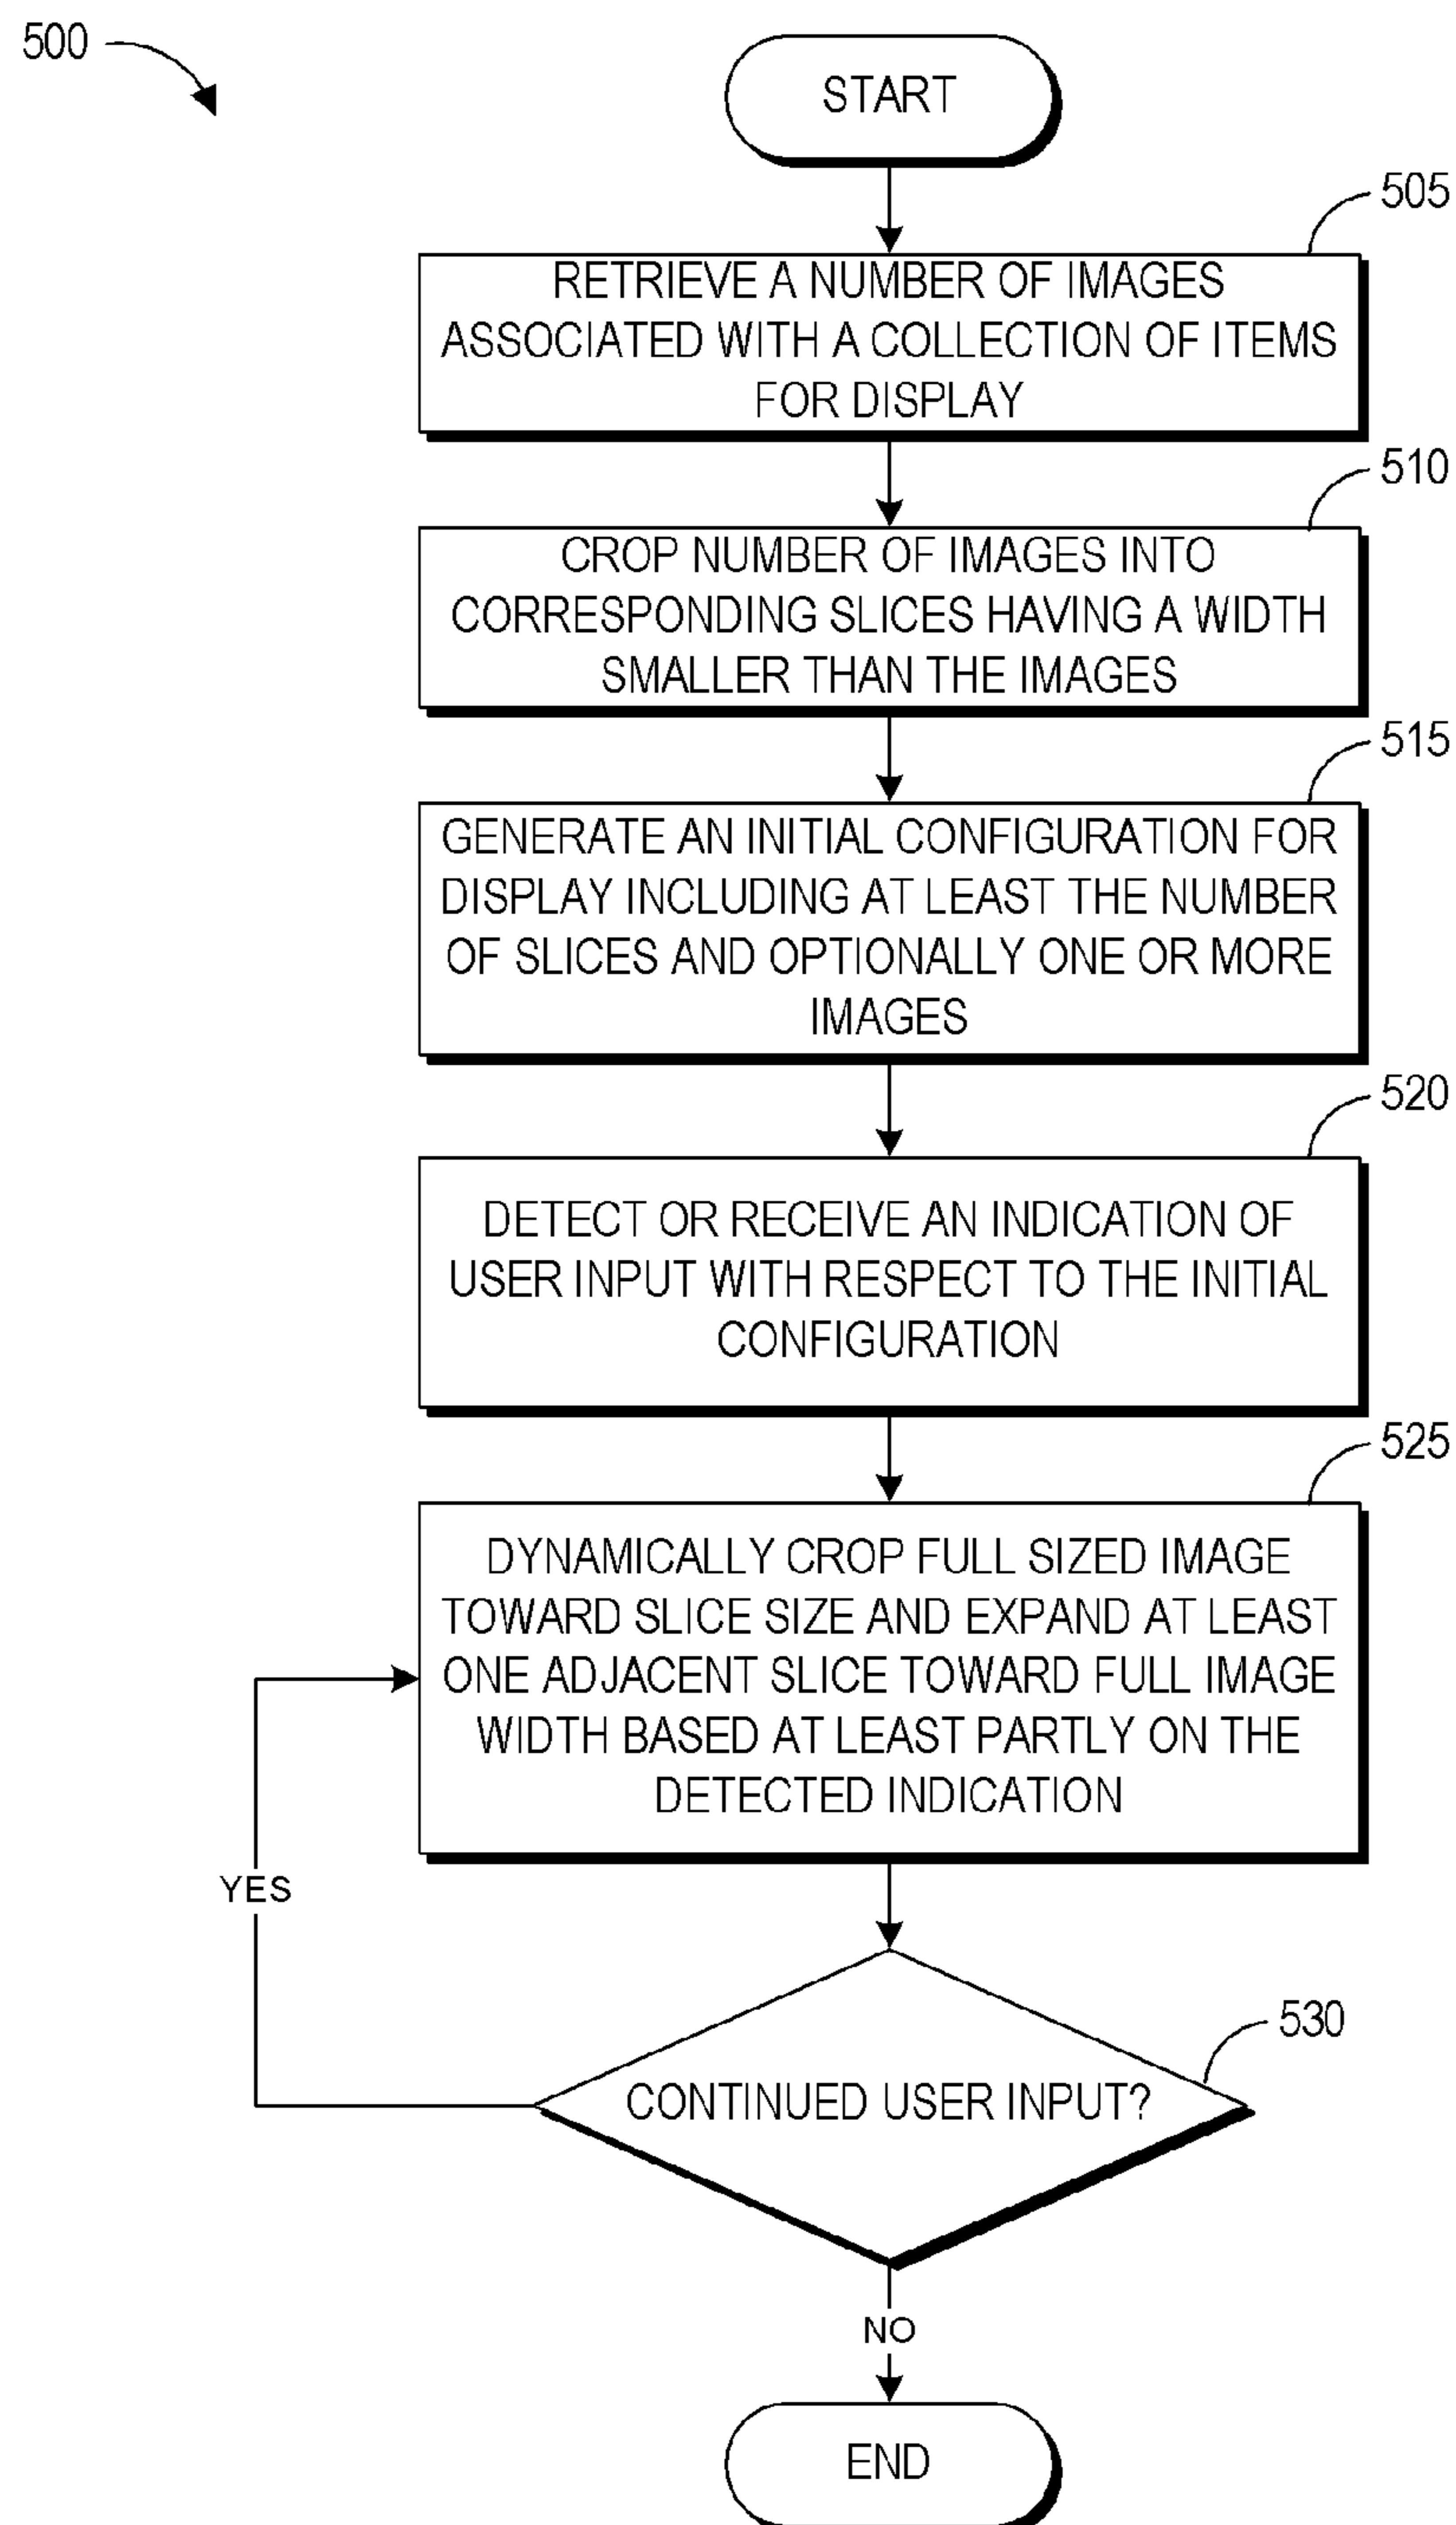 500
START
505
RETRIEVE A NUMBER OF IMAGES
ASSOCIATED WITH A COLLECTION OF ITEMS
FOR DISPLAY
510
CROP NUMBER OF IMAGES INTO
CORRESPONDING SLICES HAVING A WIDTH
SMALLER THAN THE IMAGES
515
GENERATE AN INITIAL CONFIGURATION FOR
DISPLAY INCLUDING AT LEAST THE NUMBER
OF SLICES AND OPTIONALLY ONE OR MORE
IMAGES
520
DETECT OR RECEIVE AN INDICATION OF
USER INPUT WITH RESPECT TO THE INITIAL
CONFIGURATION
525
DYNAMICALLY CROP FULL SIZED IMAGE
TOWARD SLICE SIZE AND EXPAND AT LEAST
ONE ADJACENT SLICE TOWARD FULL IMAGE
WIDTH BASED AT LEAST PARTLY ON THE
DETECTED INDICATION
YES
530
CONTINUED USER INPUT?
NO
END